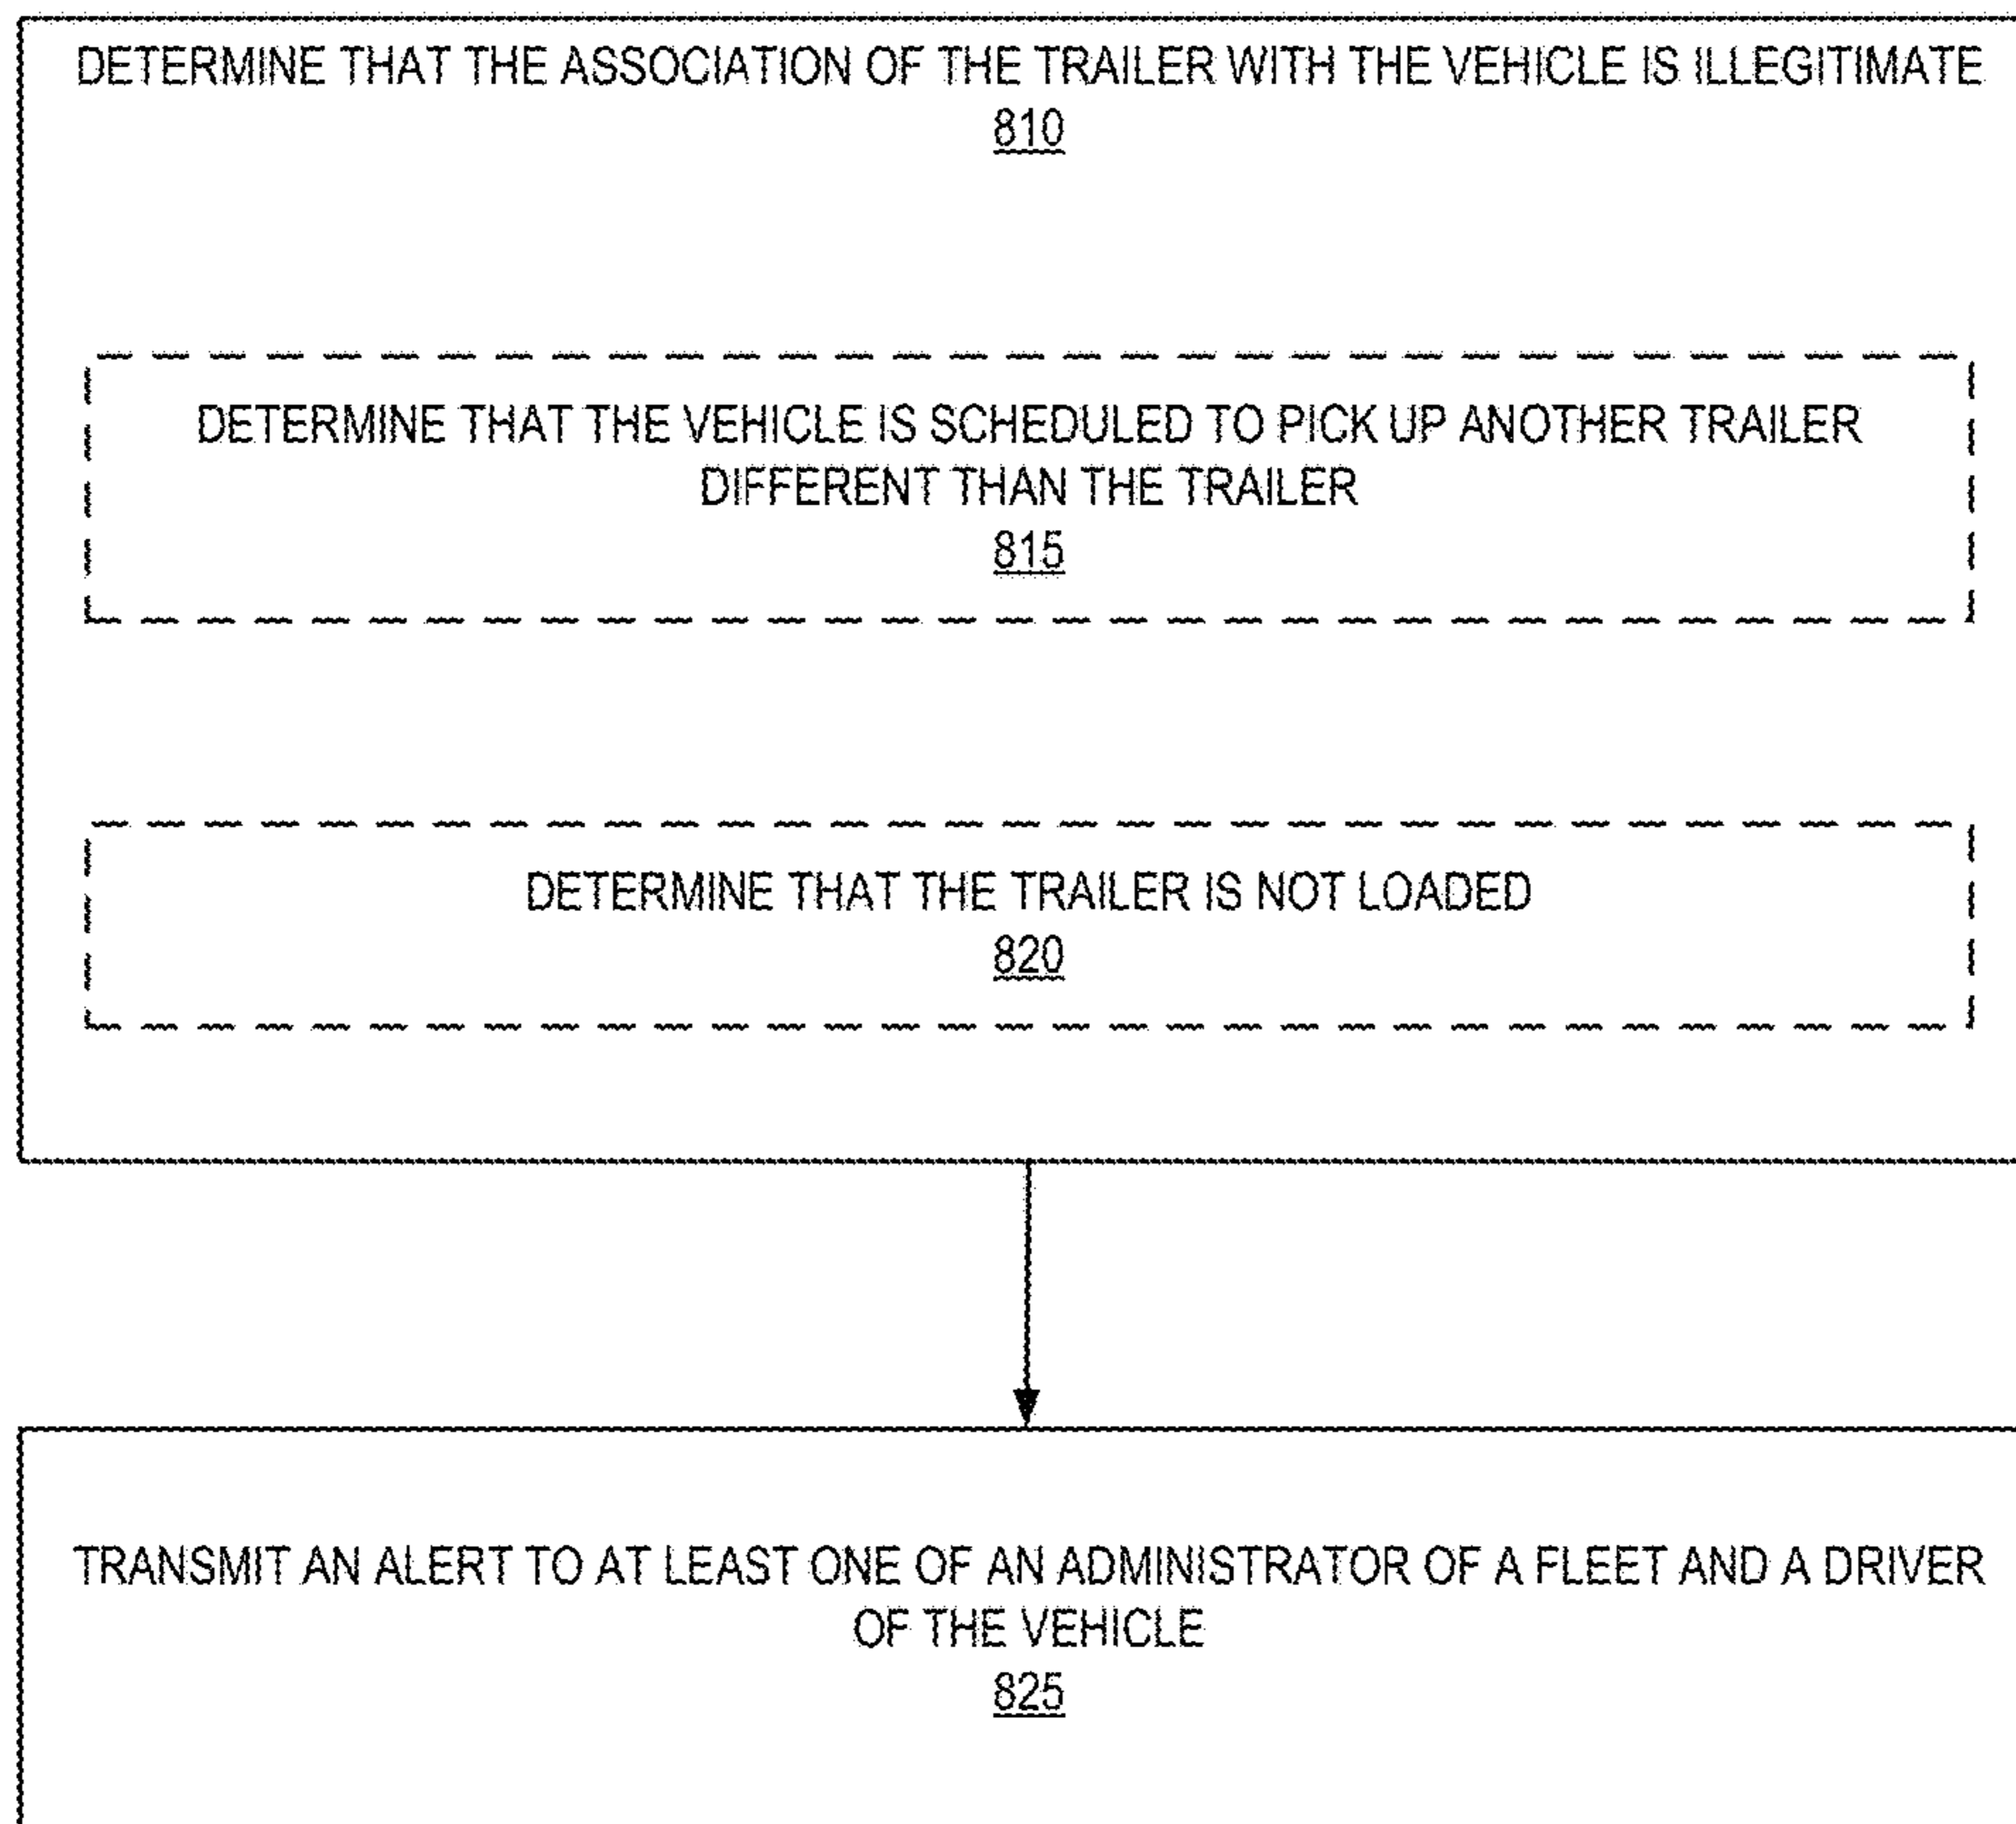 DETERMINE THAT THE ASSOCIATION OF THE TRAILER WITH THE VEHICLE IS ILLEGITIMATE
810
DETERMINE THAT THE VEHICLE IS SCHEDULED TO PICK UP ANOTHER TRAILER
DIFFERENT THAN THE TRAILER
815
DETERMINE THAT THE TRAILER IS NOT LOADED
820
TRANSMIT AN ALERT TO AT LEAST ONE OF AN ADMINISTRATOR OF A FLEET AND A DRIVER
OF THE VEHICLE
825